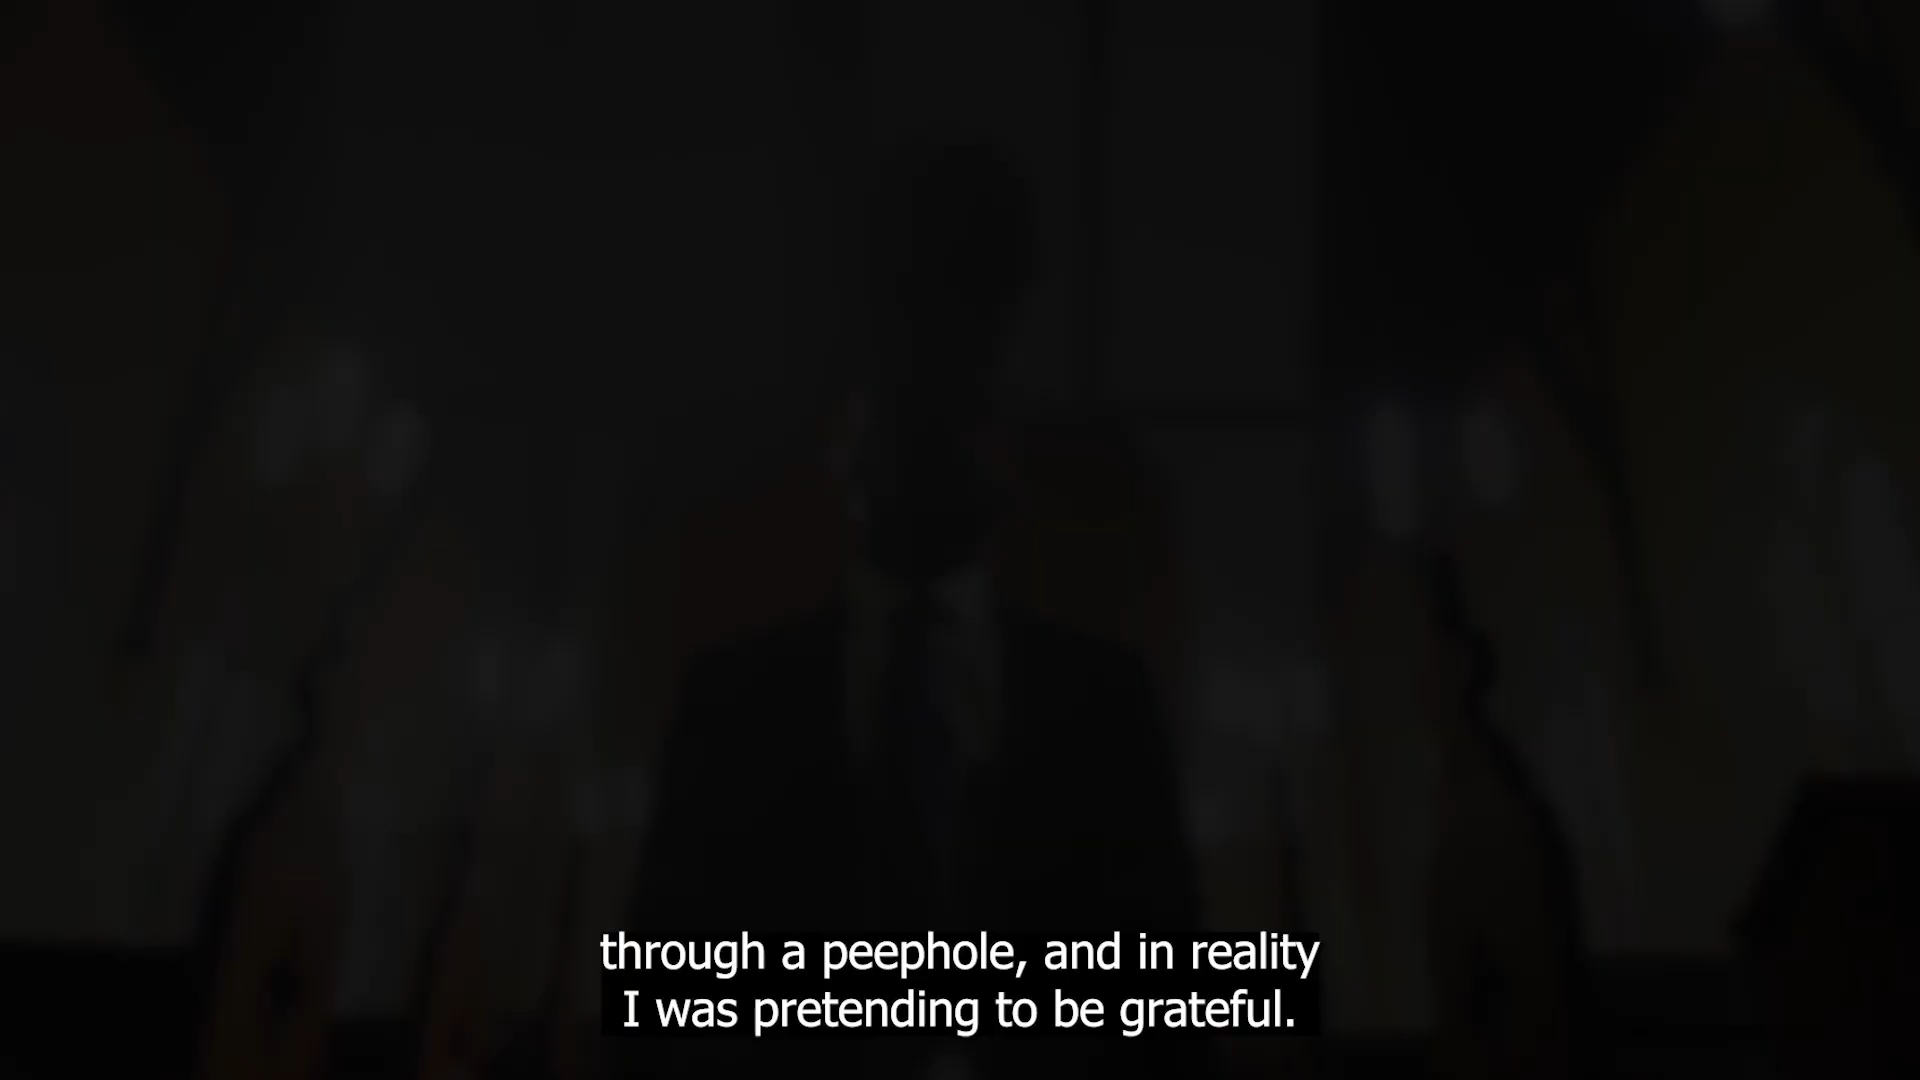 through a peephole, and in reality
I was pretending to be grateful.